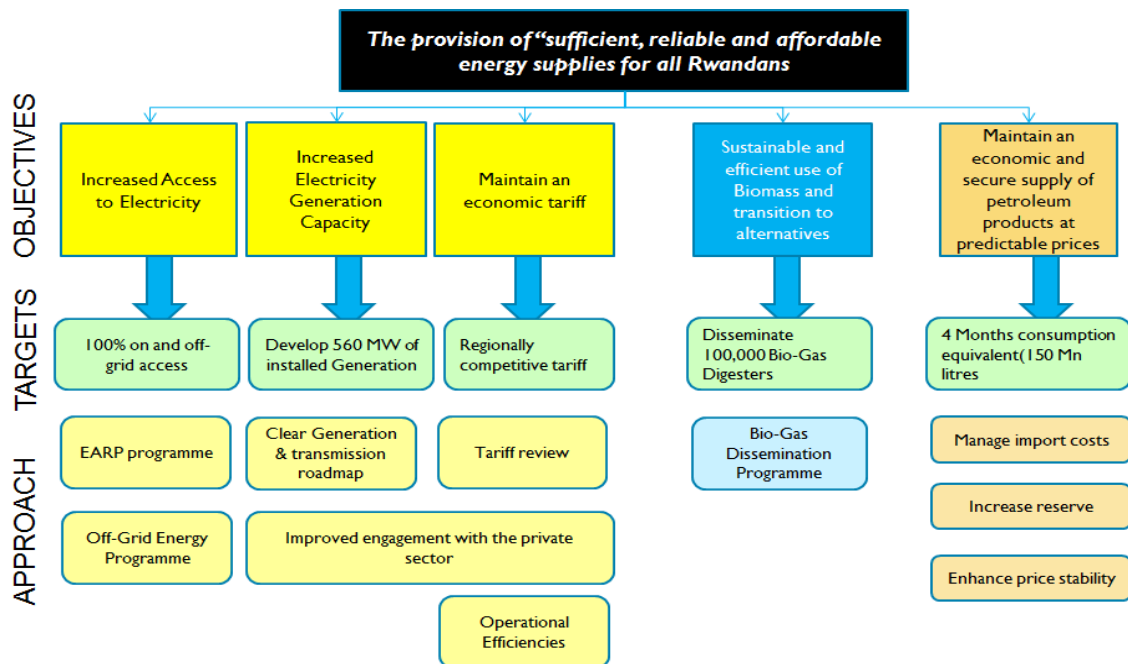 The provision of “sufficient, reliable and affordable
energy supplies for all Rwandans
OBJECTIVES
Increased Access
to Electricity
Increased
Electricity
Generation
Capacity
Maintain an
economic tariff
Sustainable and
efficient use of
Biomass and
transition to
alternatives
Maintain an
economic and
secure supply of
petroleum
products at
predictable prices
TARGETS
100% on and off-
grid access
Develop 560 MW of
installed Generation
Regionally
competitive tariff
Disseminate
100,000 Bio-Gas
Digesters
4 Months consumption
equivalent(150 Mn
litres
APPROACH
EARP programme
Clear Generation
& transmission
roadmap
Tariff review
Bio-Gas
Dissemination
Programme
Manage import costs
Off-Grid Energy
Programme
Improved engagement with the private
sector
Increase reserve
Operational
Efficiencies
Enhance price stability